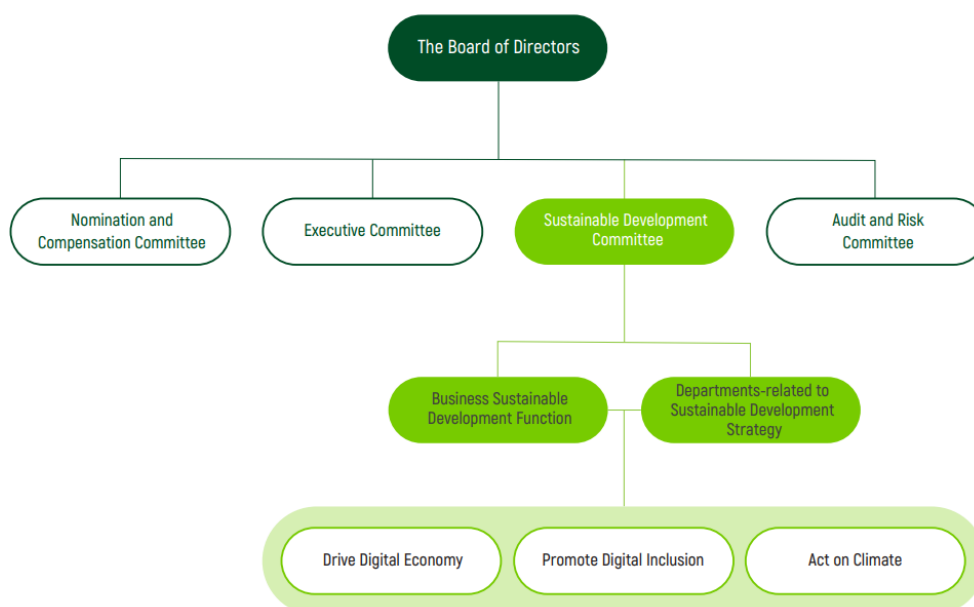 The Board of Directors
Nomination and
Compensation Committee
Executive Committee
Sustainable Development
Committee
Audit and Risk
Committee
Business Sustainable
Development Function
Departments-related to
Sustainable Development
Strategy
Drive Digital Economy
Promote Digital Inclusion
Act on Climate